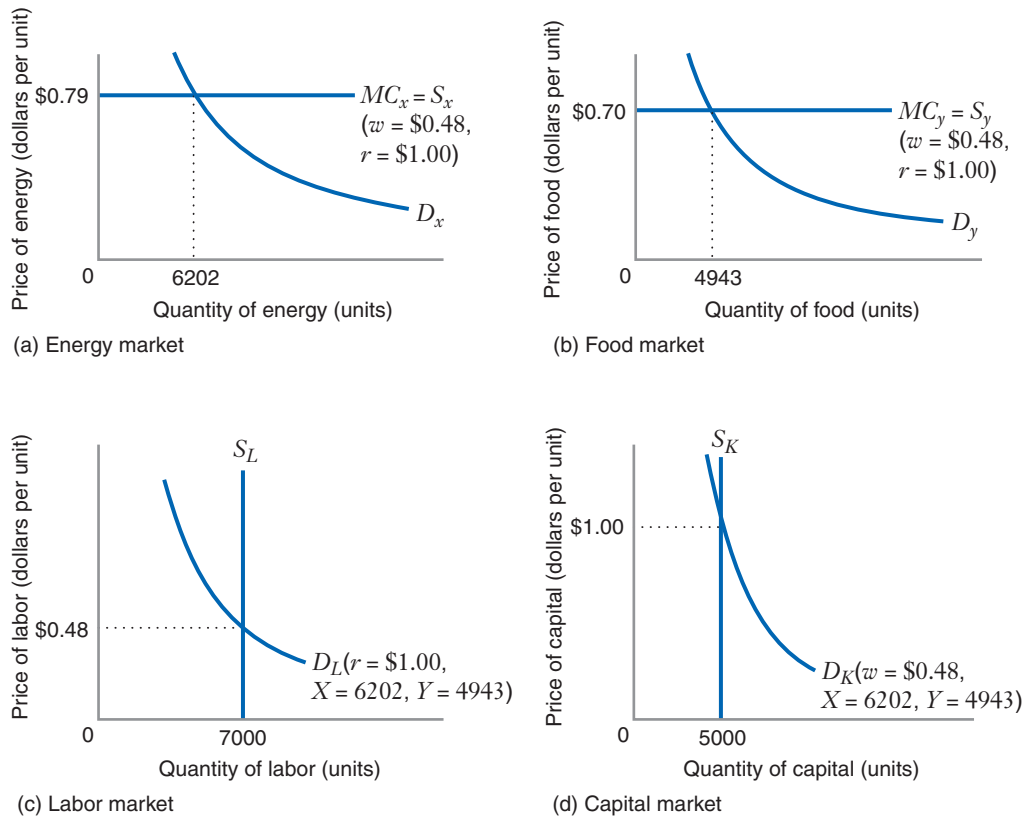 Price of energy (dollars per unit)
$0.79
MCx = Sx
(w = $0.48,
r = $1.00)
Dx
0
6202
Quantity of energy (units)
(a) Energy market
Price of food (dollars per unit)
$0.70
MCy = Sy
(w = $0.48,
r = $1.00)
Dy
0
4943
Quantity of food (units)
(b) Food market
Price of labor (dollars per unit)
SL
$0.48
DL(r = $1.00,
X = 6202, Y = 4943)
0
7000
Quantity of labor (units)
(c) Labor market
Price of capital (dollars per unit)
SK
$1.00
DK(w = $0.48,
X = 6202, Y = 4943)
0
5000
Quantity of capital (units)
(d) Capital market